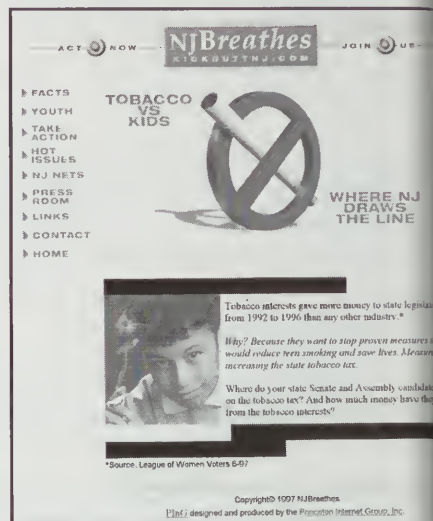 ACT NOW
NJBreathes
KICKBUTTNJ.COM
JOIN US
FACTS
YOUTH
TAKE
ACTION
HOT
ISSUES
NJ NETS
PRESS
ROOM
LINKS
CONTACT
HOME
TOBACCO
VS
KIDS
WHERE NJ
DRAWS
THE LINE
Tobacco interests gave more money to state
from 1992 to 1996 than any other industry.*
Why? Because they want to stop proven measures
would reduce teen smoking and save lives.
increasing the state tobacco tax.
Where do your state Senate and Assembly
on the tobacco tax? And how much money have
from the tobacco interests?
*Source: League of Women Voters 6-97
Copyright© 1997 NJBreathes
PInG designed and produced by the Princeton Internet Group, Inc.